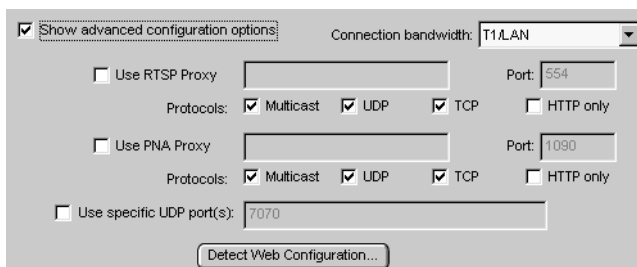 Show advanced configuration options Connection bandwidth: T1/LAN
Use RTSP Proxy Port: 554
Protocols: Multicast UDP TCP HTTP only
Use PNA Proxy Port: 1090
Protocols: Multicast UDP TCP HTTP only
Use specific UDP port(s): 7070
Detect Web Configuration...